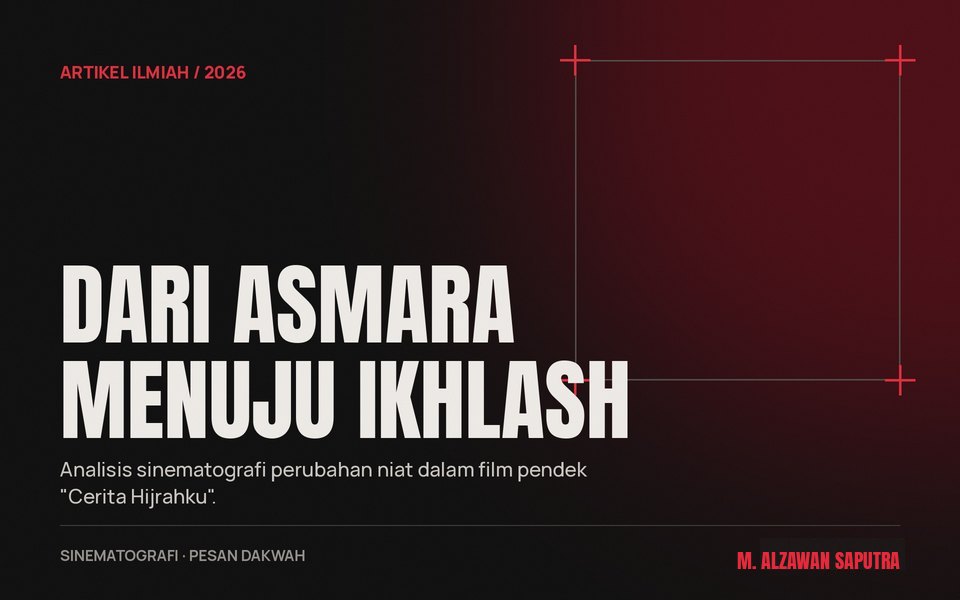 ARTIKEL ILMIAH / 2026
DARI ASMARA
MENUJU IKHLASH
Analisis sinematografi perubahan niat dalam film pendek
"Cerita Hijrahku".
SINEMATOGRAFI · PESAN DAKWAH
M. ALZAWAN SAPUTRA